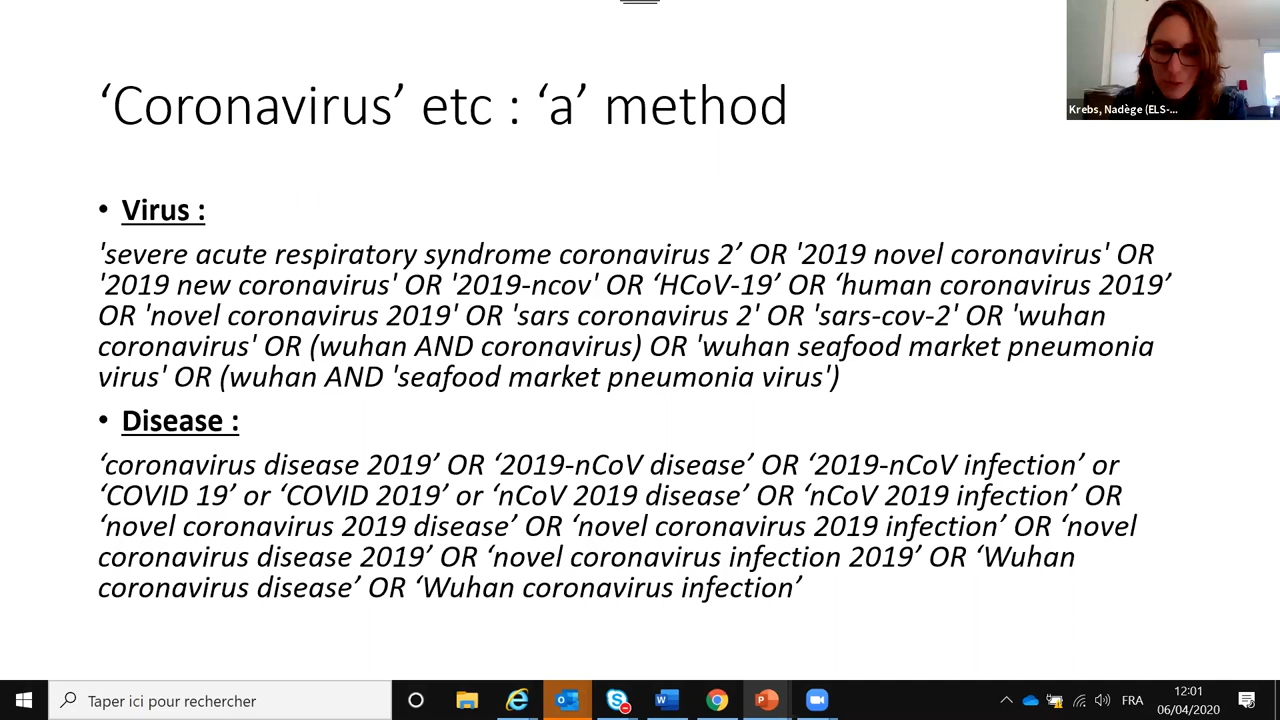 ‘Coronavirus’ etc : ‘a’ method
Krebs, Nadège (ELS-...
• Virus :
'severe acute respiratory syndrome coronavirus 2’ OR '2019 novel coronavirus' OR
'2019 new coronavirus' OR '2019-ncov' OR ‘HCoV-19’ OR ‘human coronavirus 2019’
OR 'novel coronavirus 2019' OR 'sars coronavirus 2' OR 'sars-cov-2' OR 'wuhan
coronavirus' OR (wuhan AND coronavirus) OR 'wuhan seafood market pneumonia
virus' OR (wuhan AND 'seafood market pneumonia virus')
• Disease :
‘coronavirus disease 2019’ OR ‘2019-nCoV disease’ OR ‘2019-nCoV infection’ or
‘COVID 19’ or ‘COVID 2019’ or ‘nCoV 2019 disease’ OR ‘nCoV 2019 infection’ OR
‘novel coronavirus 2019 disease’ OR ‘novel coronavirus 2019 infection’ OR ‘novel
coronavirus disease 2019’ OR ‘novel coronavirus infection 2019’ OR ‘Wuhan
coronavirus disease’ OR ‘Wuhan coronavirus infection’
Taper ici pour rechercher
FRA
12:01
06/04/2020